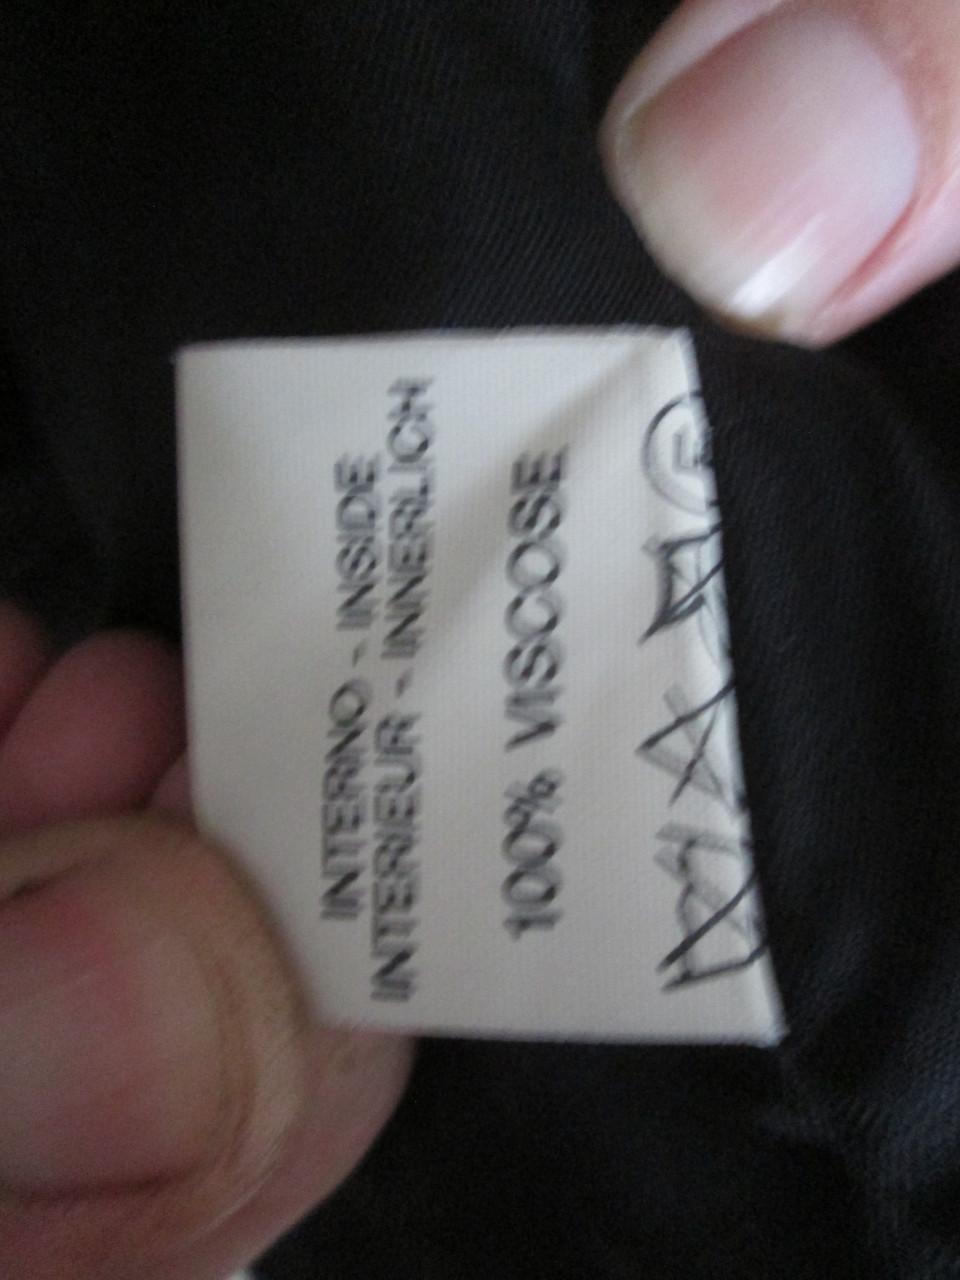 INTERNO - INSIDE
INTERIEUR - INNERLICH
100% VISCOSE